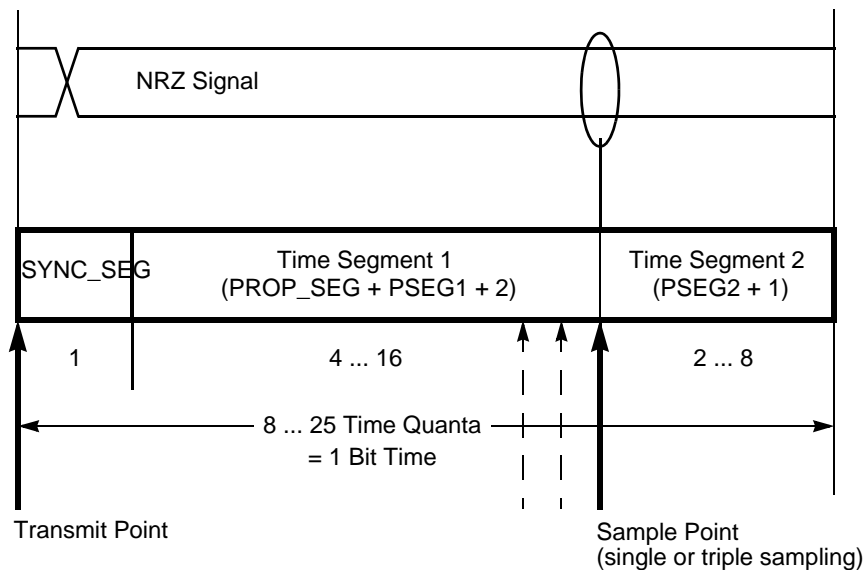 NRZ Signal
SYNC_SEG
Time Segment 1
(PROP_SEG + PSEG1 + 2)
Time Segment 2
(PSEG2 + 1)
1
4 ... 16
2 ... 8
8 ... 25 Time Quanta
= 1 Bit Time
Transmit Point
Sample Point
(single or triple sampling)